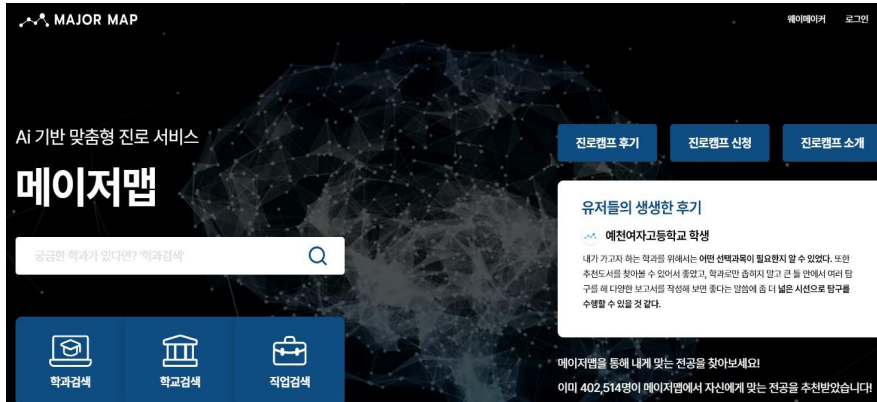 MAJOR MAP
웨이메이커 로그인
Ai 기반 맞춤형 진로 서비스
메이저맵
궁금한 학과가 있다면? '학과검색'
학과검색 학교검색 직업검색
진로캠프 후기 진로캠프 신청 진로캠프 소개
유저들의 생생한 후기
예천여자고등학교 학생
내가 가고자 하는 학과를 위해서는 어떤 선택과목이 필요한지 알 수 있었다. 또한
추천도서를 찾아볼 수 있어서 좋았고, 학과로만 좁히지 말고 큰 틀 안에서 여러 탐
구를 해 다양한 보고서를 작성해 보면 좋다는 말씀에 좀 더 넓은 시선으로 탐구를
수행할 수 있을 것 같다.
메이저맵을 통해 내게 맞는 전공을 찾아보세요!
이미 402,514명이 메이저맵에서 자신에게 맞는 전공을 추천받았습니다!